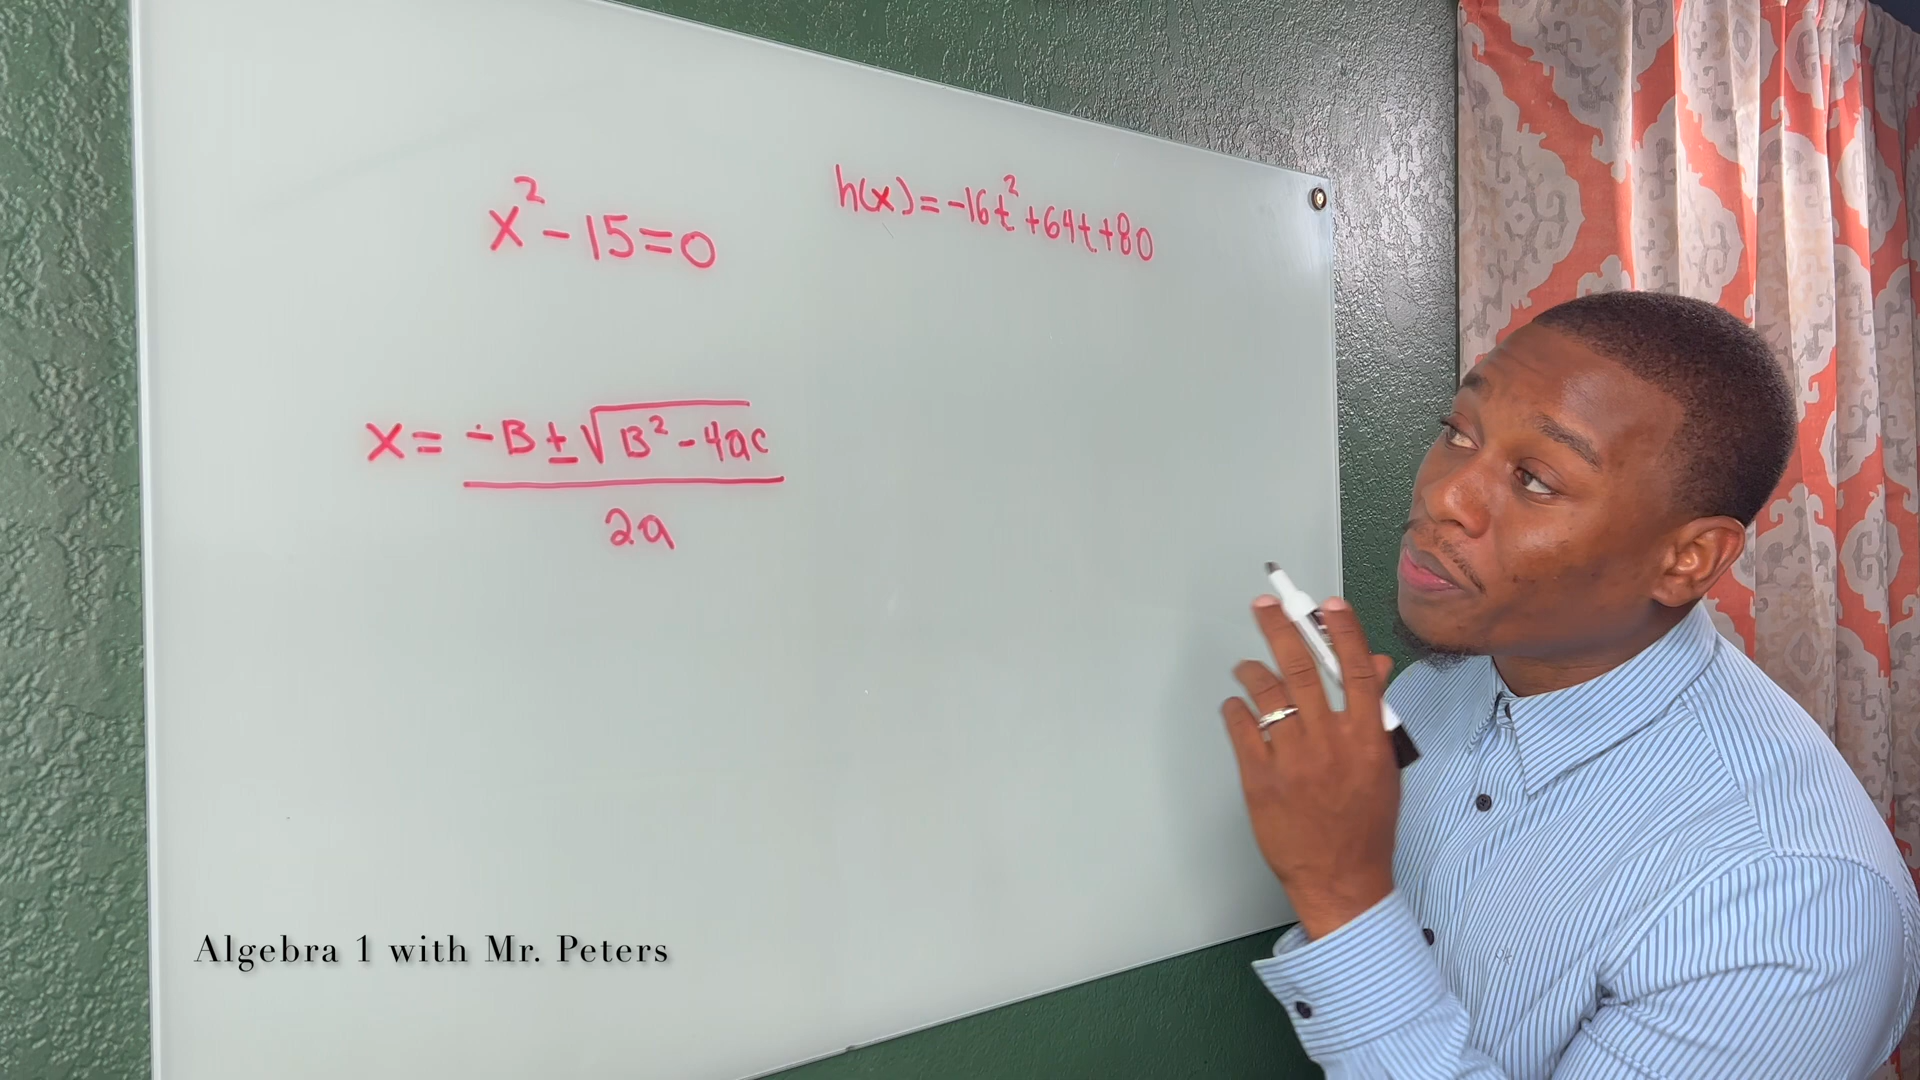 x² - 15 = 0
h(x) = -16t² + 64t + 80
x = -B ± √B² - 4ac
2a
Algebra 1 with Mr. Peters